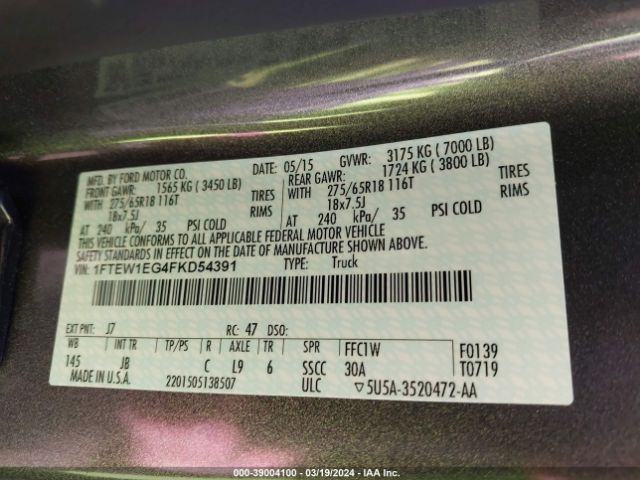 MFD. BY FORD MOTOR CO.
DATE: 05/15 GVWR: 3175 KG ( 7000 LB)
FRONT GAWR: 1565 KG ( 3450 LB) REAR GAWR: 1724 KG ( 3800 LB)
WITH 275/65R18 116T TIRES WITH 275/65R18 116T TIRES
18x7.5J RIMS 18x7.5J RIMS
AT 240 kPa/ 35 PSI COLD AT 240 kPa/ 35 PSI COLD
THIS VEHICLE CONFORMS TO ALL APPLICABLE FEDERAL MOTOR VEHICLE
SAFETY STANDARDS IN EFFECT ON THE DATE OF MANUFACTURE SHOWN ABOVE.
VIN: 1FTEW1EG4FKD54391 TYPE: Truck
EXT PNT: J7 RC: 47 DSO:
WB INT TR TP/PS R AXLE TR SPR FFC1W F0139
145 JB C L9 6 SSCC 30A T0719
MADE IN U.S.A. 2201505138507 ULC ▽5U5A-3520472-AA
000-39004100 | 03/19/2024 | IAA Inc.